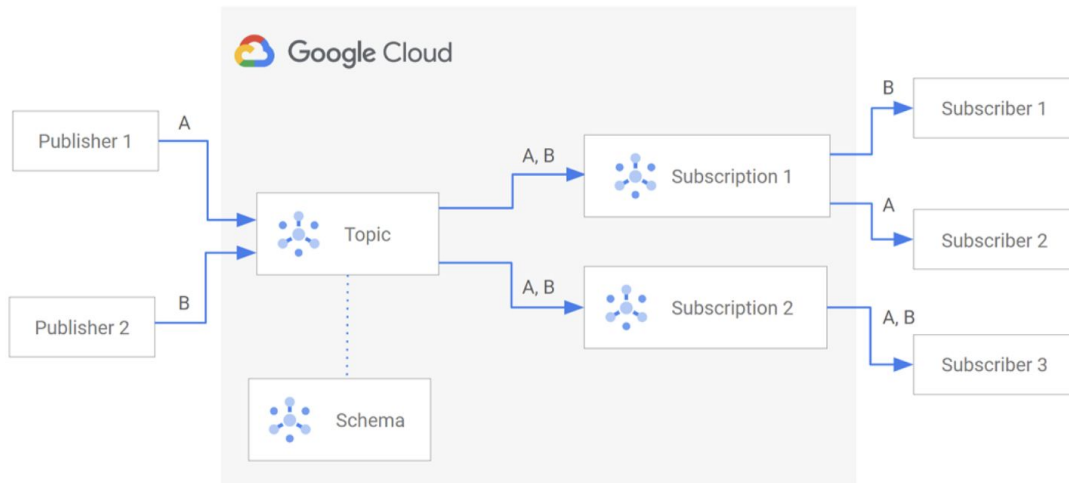 Google Cloud
Publisher 1
A
Publisher 2
B
Topic
Schema
A, B
Subscription 1
A, B
Subscription 2
B
Subscriber 1
A
Subscriber 2
A, B
Subscriber 3